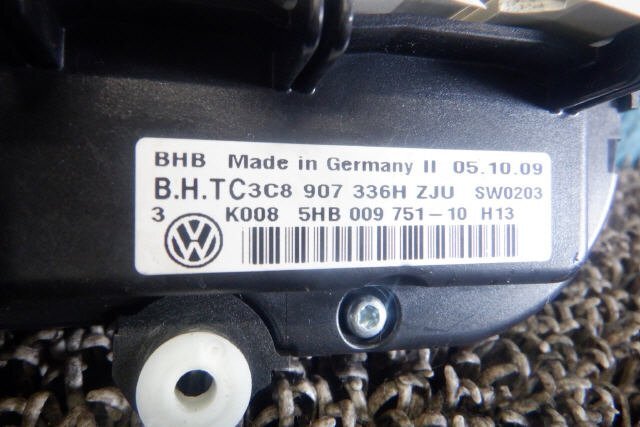 BHB Made in Germany II 05.10.09
B.H.T.C 3C8 907 336H ZJU SW0203
3 K008 5HB 009 751-10 H13